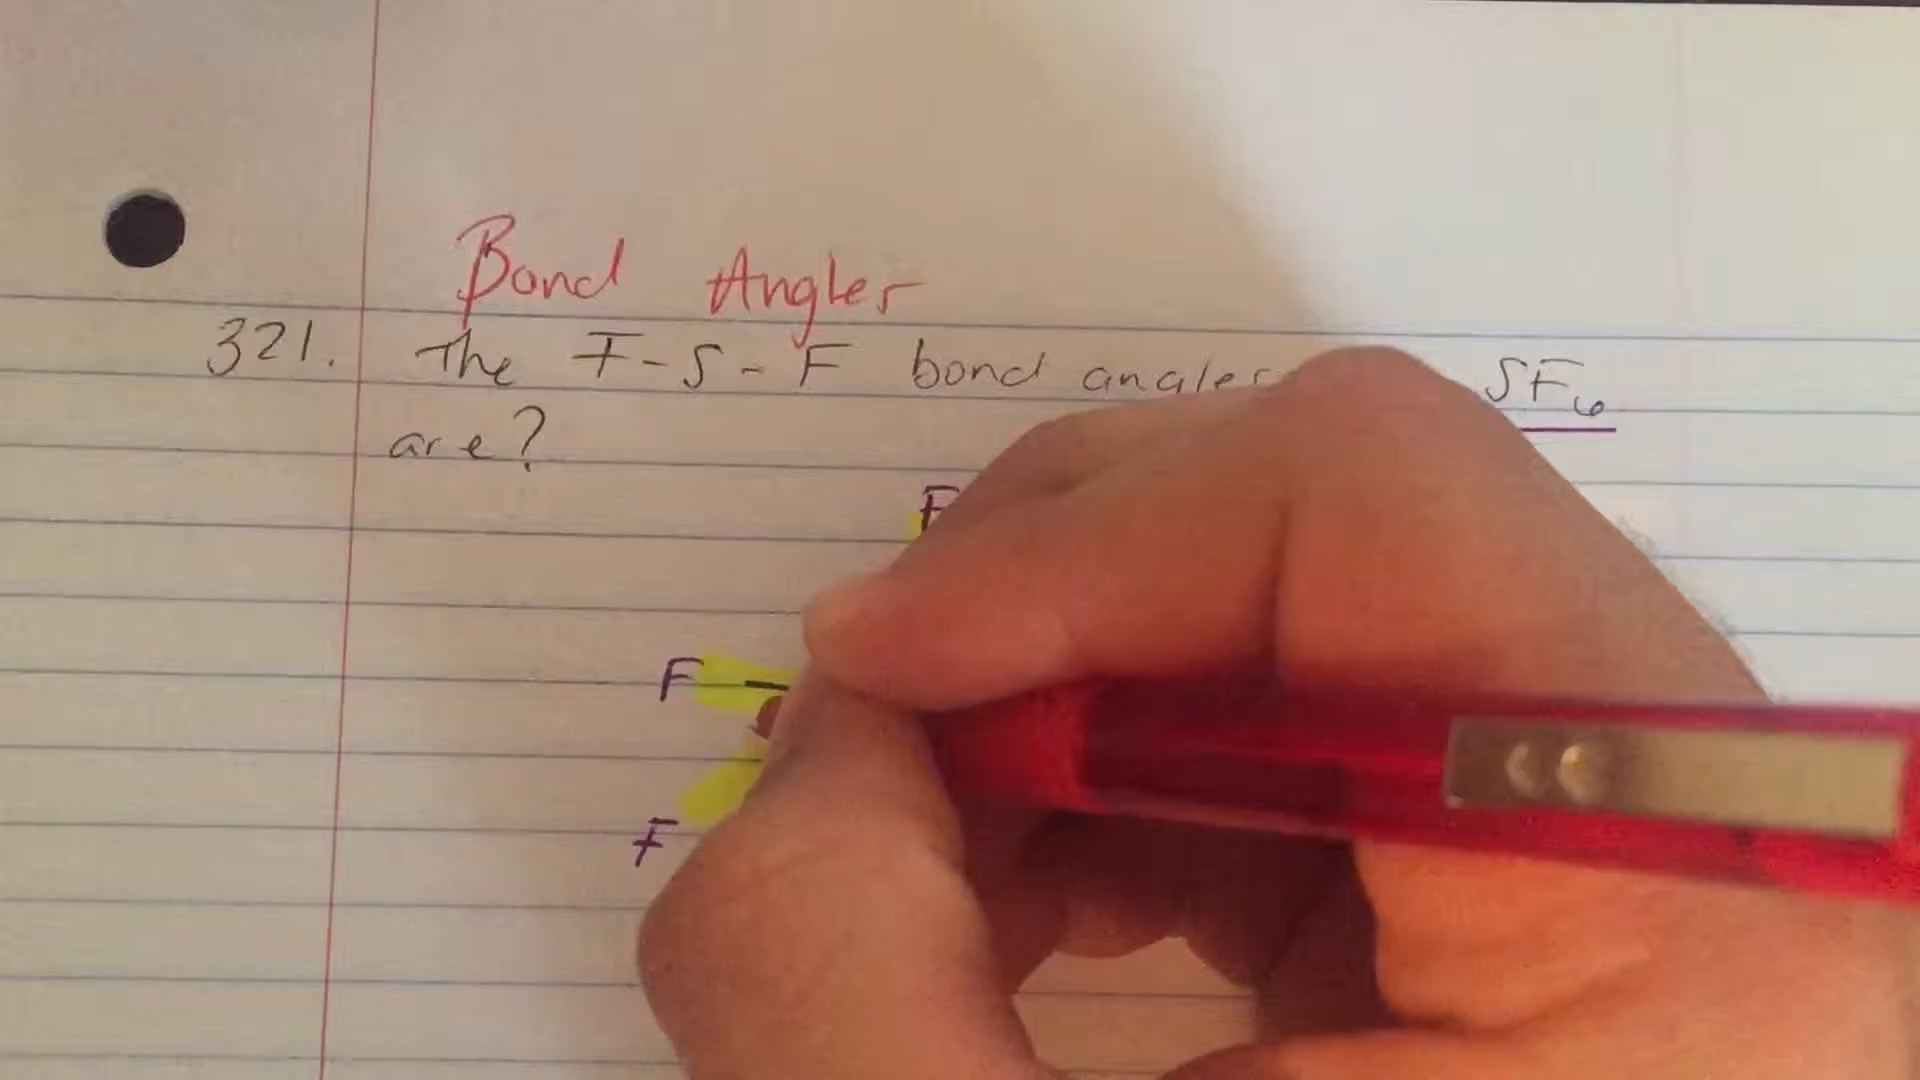 Bond Angles
321. The F-S-F bond angles SF₆
are?
F
F
F